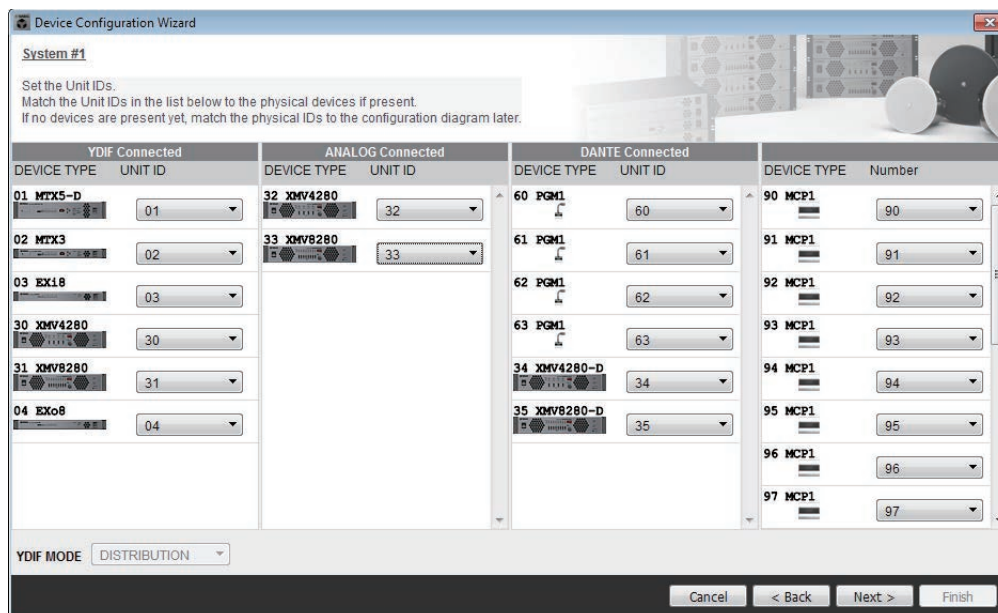 Device Configuration Wizard
System #1
Set the Unit IDs.
Match the Unit IDs in the list below to the physical devices if present.
If no devices are present yet, match the physical IDs to the configuration diagram later.
YDIF Connected
DEVICE TYPE UNIT ID
01 MTX5-D
01
02 MTX3
02
03 EXi8
03
30 XMV4280
30
31 XMV8280
31
04 EXo8
04
ANALOG Connected
DEVICE TYPE UNIT ID
32 XMV4280
32
33 XMV8280
33
DANTE Connected
DEVICE TYPE UNIT ID
60 PGM1
60
61 PGM1
61
62 PGM1
62
63 PGM1
63
34 XMV4280-D
34
35 XMV8280-D
35
DEVICE TYPE Number
90 MCP1
90
91 MCP1
91
92 MCP1
92
93 MCP1
93
94 MCP1
94
95 MCP1
95
96 MCP1
96
97 MCP1
97
YDIF MODE DISTRIBUTION
Cancel < Back Next > Finish